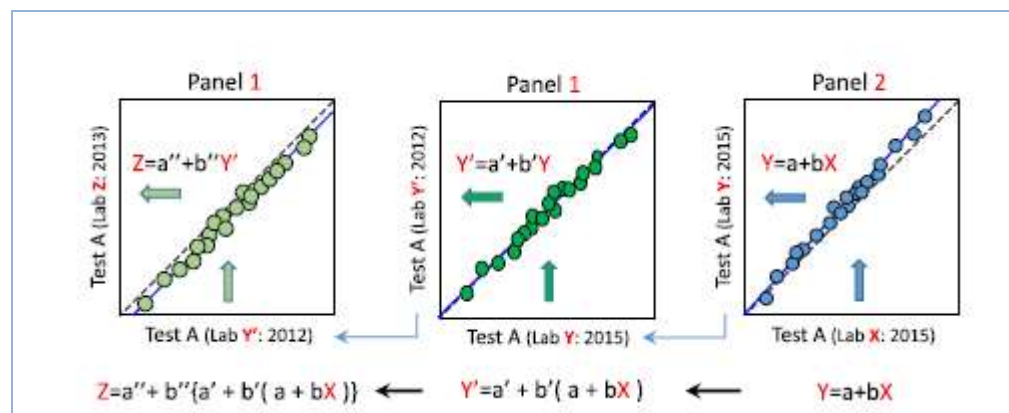 Panel 1
Test A (Lab Z: 2013)
Z=a''+b''Y'
Test A (Lab Y': 2012)
Panel 1
Test A (Lab Y': 2012)
Y'=a'+b'Y
Test A (Lab Y: 2015)
Panel 2
Test A (Lab Y: 2015)
Y=a+bX
Test A (Lab X: 2015)
Z=a''+ b''{a' + b'( a + bX )}
Y'=a' + b'( a + bX )
Y=a+bX